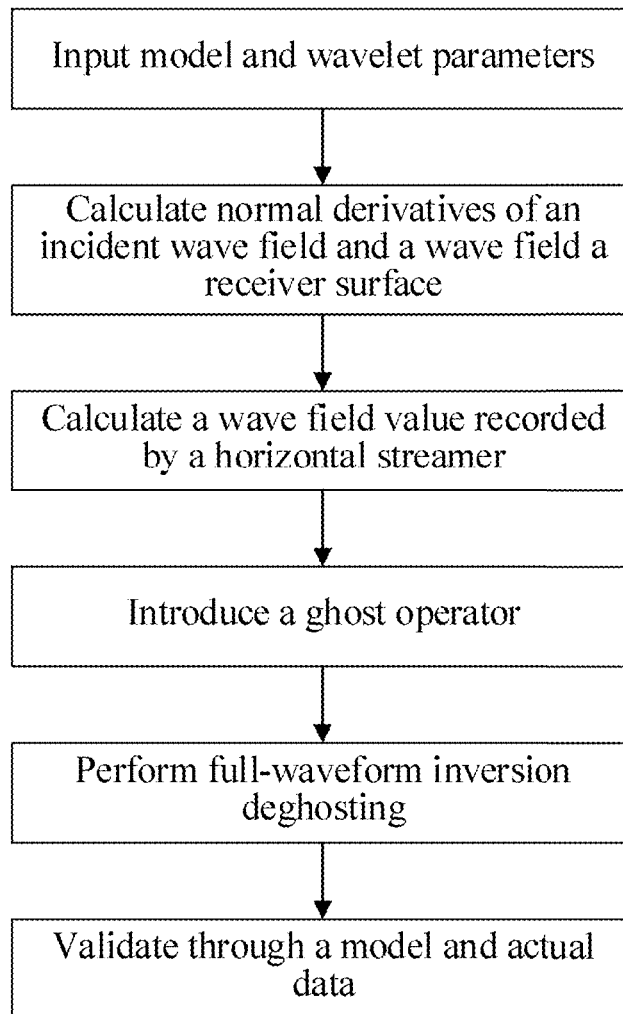 Input model and wavelet parameters
Calculate normal derivatives of an
incident wave field and a wave field a
receiver surface
Calculate a wave field value recorded
by a horizontal streamer
Introduce a ghost operator
Perform full-waveform inversion
deghosting
Validate through a model and actual
data